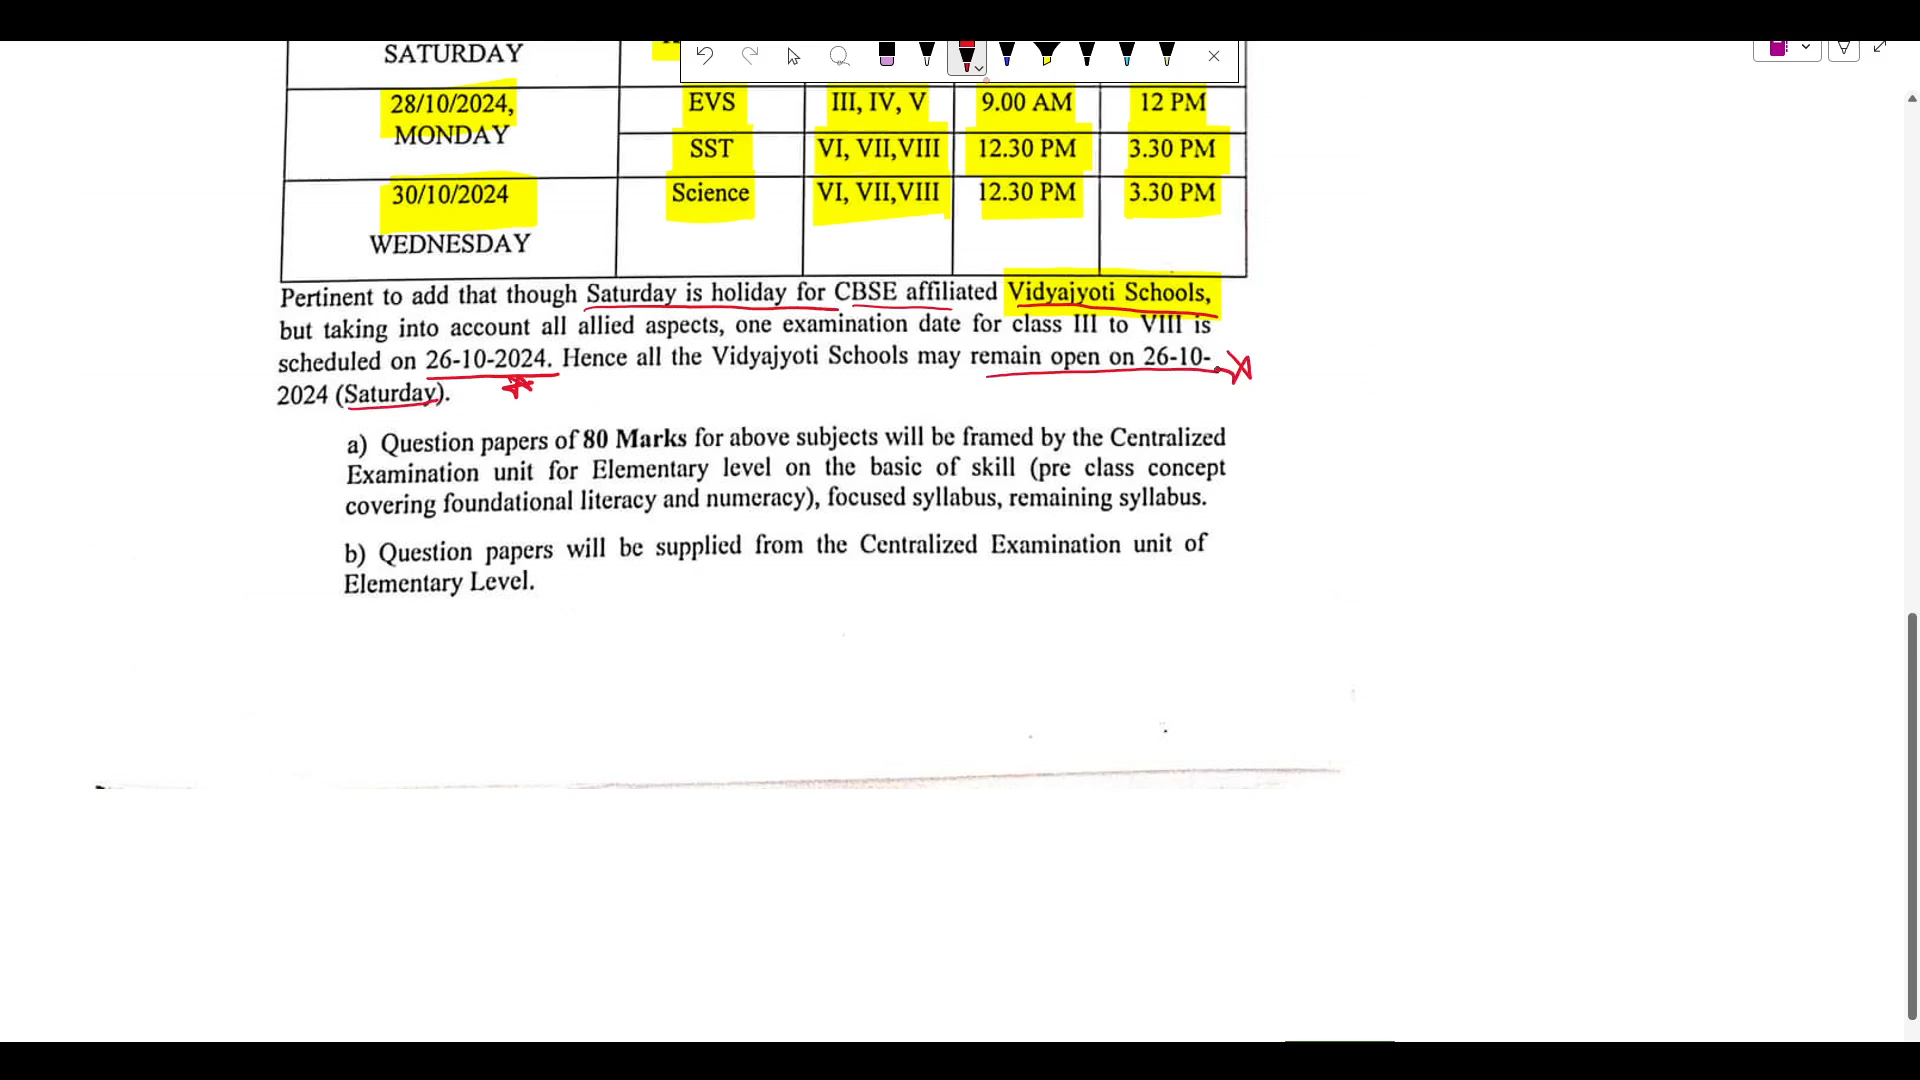 SATURDAY
28/10/2024, EVS III, IV, V 9.00 AM 12 PM
MONDAY
SST VI, VII,VIII 12.30 PM 3.30 PM
30/10/2024 Science VI, VII,VIII 12.30 PM 3.30 PM
WEDNESDAY
Pertinent to add that though Saturday is holiday for CBSE affiliated Vidyajyoti Schools,
but taking into account all allied aspects, one examination date for class III to VIII is
scheduled on 26-10-2024. Hence all the Vidyajyoti Schools may remain open on 26-10-
2024 (Saturday).
a) Question papers of 80 Marks for above subjects will be framed by the Centralized
Examination unit for Elementary level on the basic of skill (pre class concept
covering foundational literacy and numeracy), focused syllabus, remaining syllabus.
b) Question papers will be supplied from the Centralized Examination unit of
Elementary Level.